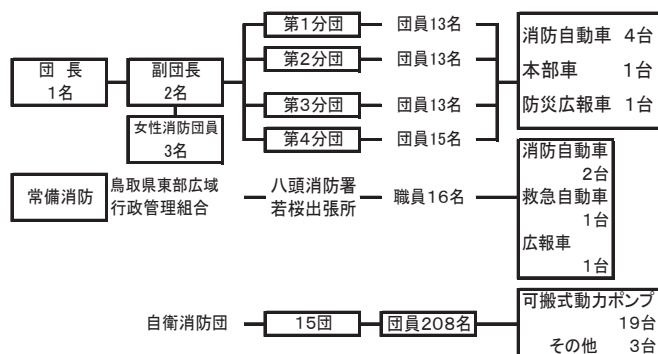 団 長
1名
副団長
2名
女性消防団員
3名
第1分団 団員13名
第2分団 団員13名
第3分団 団員13名
第4分団 団員15名
消防自動車 4台
本部車 1台
防災広報車 1台
常備消防
鳥取県東部広域
行政管理組合
八頭消防署
若桜出張所
職員16名
消防自動車
2台
救急自動車
1台
広報車
1台
自衛消防団
15団
団員208名
可搬式動力ポンプ
19台
その他 3台